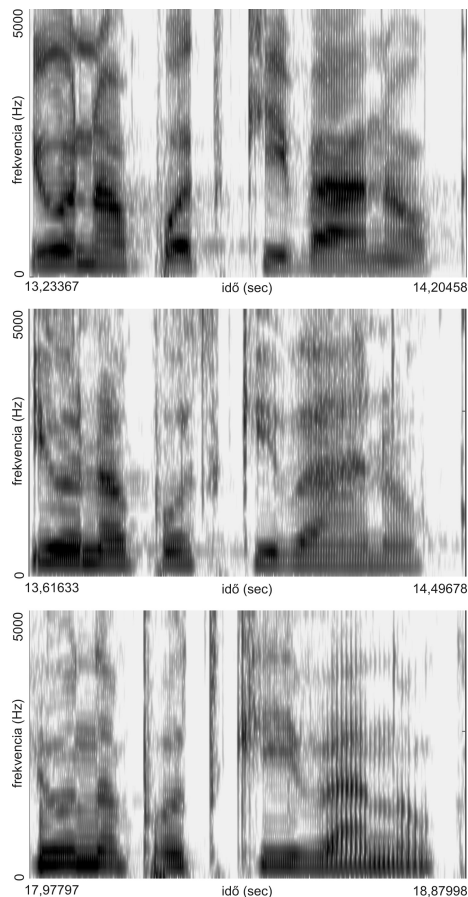 5000
frekvencia (Hz)
0
13,23367 idő (sec) 14,20458
5000
frekvencia (Hz)
0
13,61633 idő (sec) 14,49678
5000
frekvencia (Hz)
0
17,97797 idő (sec) 18,87998